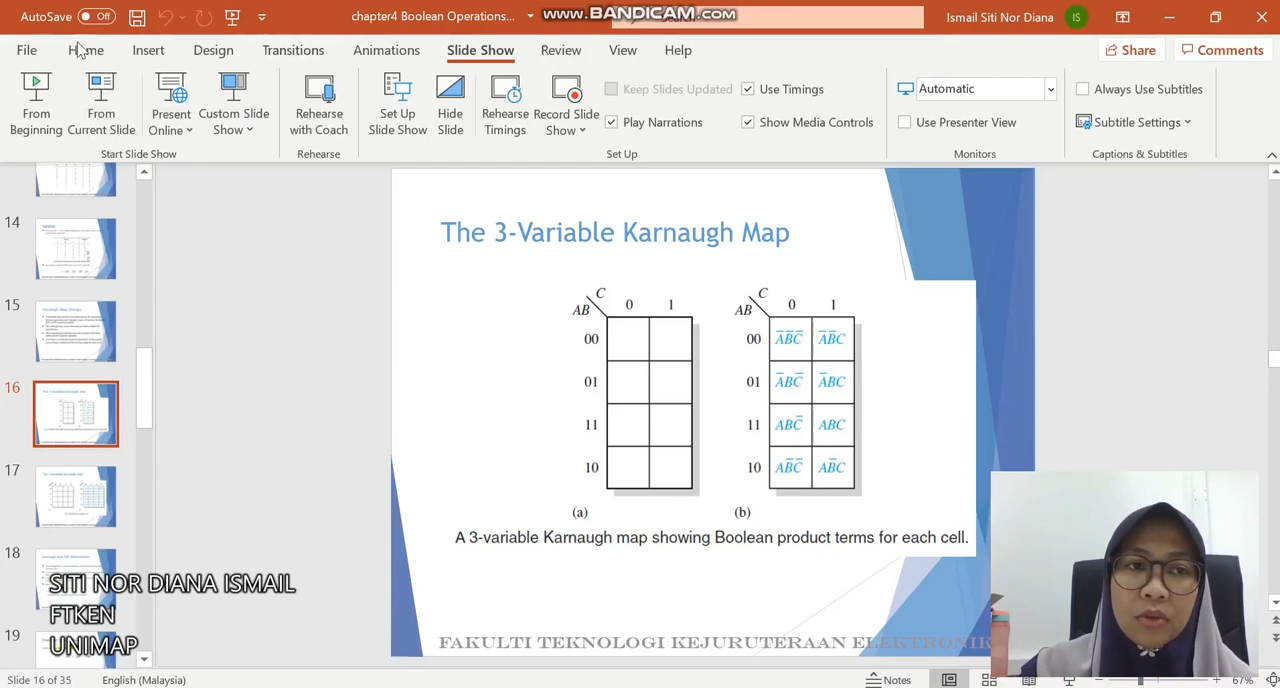 AutoSave Off chapter4 Boolean Operations... www.BANDICAM.com Ismail Siti Nor Diana IS
File Home Insert Design Transitions Animations Slide Show Review View Help Share Comments
From Beginning
From Current Slide
Present Online
Custom Slide Show
Start Slide Show
Rehearse with Coach
Rehearse
Set Up Slide Show
Hide Slide
Rehearse Timings
Record Slide Show
Keep Slides Updated
Use Timings
Play Narrations
Show Media Controls
Set Up
Automatic
Use Presenter View
Monitors
Always Use Subtitles
Subtitle Settings
Captions & Subtitles
14
15
16
17
18
19
The 3-Variable Karnaugh Map
C
AB 0 1
00
01
11
10
(a)
C
AB 0 1
00 A̅B̅C̅ A̅B̅C
01 A̅BC̅ A̅BC
11 ABC̅ ABC
10 AB̅C̅ AB̅C
(b)
A 3-variable Karnaugh map showing Boolean product terms for each cell.
FAKULTI TEKNOLOGI KEJURUTERAAN ELEKTRONIK
SITI NOR DIANA ISMAIL
FTKEN
UNIMAP
Slide 16 of 35 English (Malaysia) Notes 67%